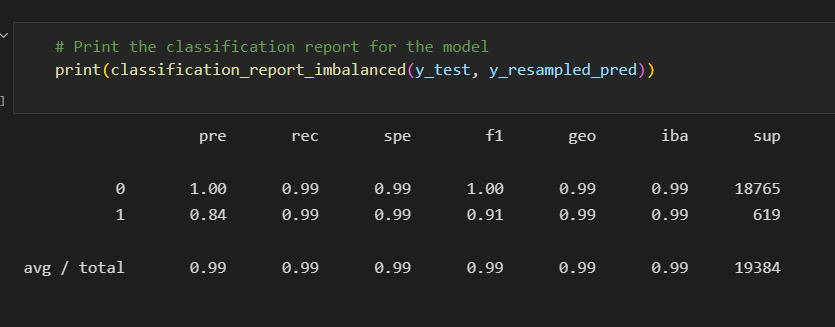 # Print the classification report for the model
print(classification_report_imbalanced(y_test, y_resampled_pred))
]
pre rec spe f1 geo iba sup
0 1.00 0.99 0.99 1.00 0.99 0.99 18765
1 0.84 0.99 0.99 0.91 0.99 0.99 619
avg / total 0.99 0.99 0.99 0.99 0.99 0.99 19384